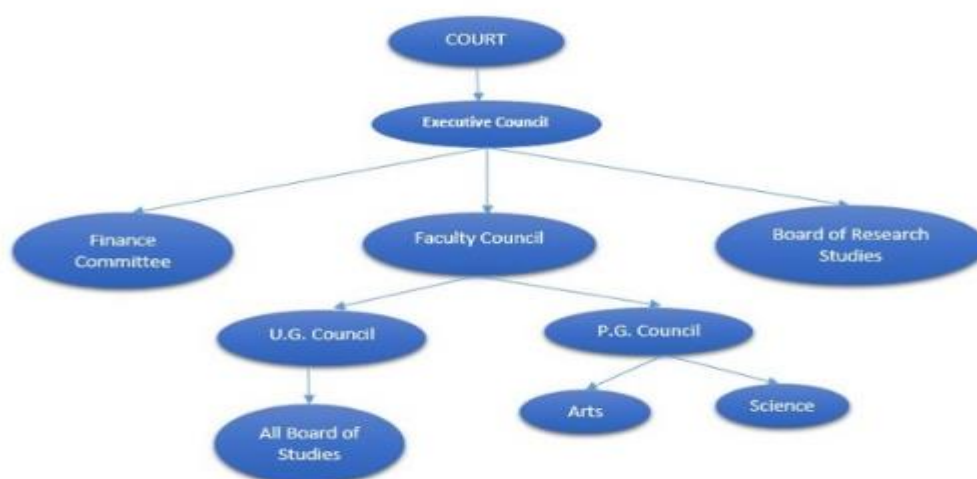 COURT
Executive Council
Finance
Committee
Faculty Council
Board of Research
Studies
U.G. Council
P.G. Council
All Board of
Studies
Arts
Science